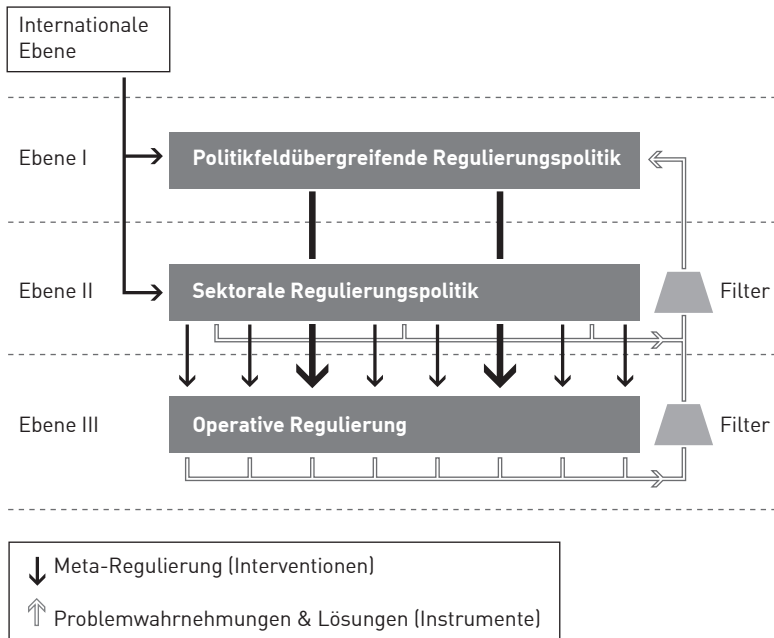 Internationale
Ebene
Ebene I
Politikfeldübergreifende Regulierungspolitik
Ebene II
Sektorale Regulierungspolitik
Filter
Ebene III
Operative Regulierung
Filter
Meta-Regulierung (Interventionen)
Problemwahrnehmungen & Lösungen (Instrumente)